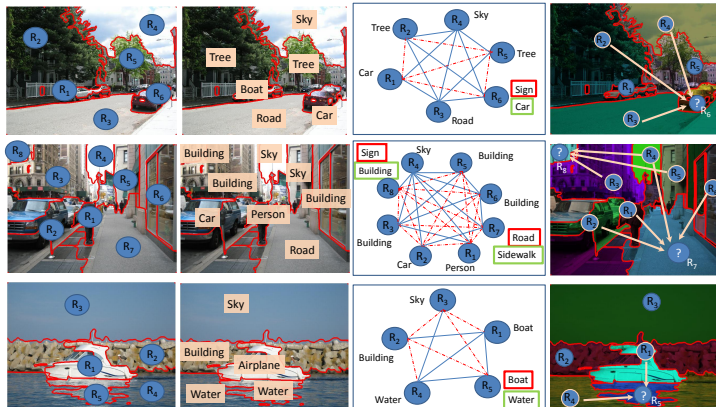 R2
R4
R5
R1
R6
R3
Sky
Tree
Tree
Boat
Road
Car
Sky
Tree
R2
R4
R5
Tree
Car
R1
R3
R6
Road
Sign
Car
R2
R4
R5
R1
R3
?
R6
R8
R4
R3
R5
R6
R1
R2
R7
Building
Sky
Building
Sky
Building
Car
Person
Road
Sign
Building
Sky
R4
R5
Building
R8
R6
Building
R3
R7
Building
R2
R1
Car
Person
Road
Sidewalk
?
R8
R4
R3
R5
R1
R2
?
R7
R3
R2
R1
R5
R4
Sky
Building
Airplane
Water
Water
Sky
R3
R1
Boat
R2
Building
R4
R5
Water
Boat
Water
R3
R2
R1
R4
?
R5